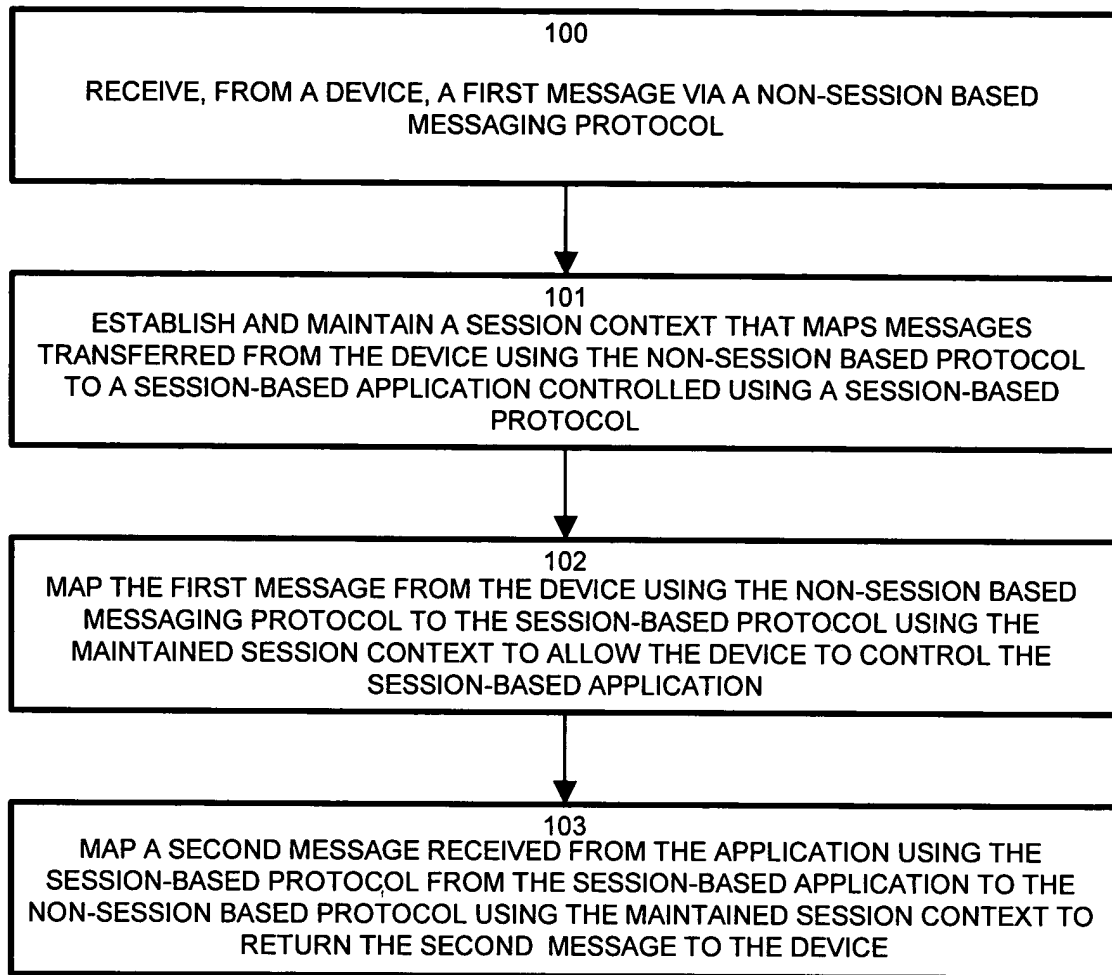 100
RECEIVE, FROM A DEVICE, A FIRST MESSAGE VIA A NON-SESSION BASED
MESSAGING PROTOCOL
101
ESTABLISH AND MAINTAIN A SESSION CONTEXT THAT MAPS MESSAGES
TRANSFERRED FROM THE DEVICE USING THE NON-SESSION BASED PROTOCOL
TO A SESSION-BASED APPLICATION CONTROLLED USING A SESSION-BASED
PROTOCOL
102
MAP THE FIRST MESSAGE FROM THE DEVICE USING THE NON-SESSION BASED
MESSAGING PROTOCOL TO THE SESSION-BASED PROTOCOL USING THE
MAINTAINED SESSION CONTEXT TO ALLOW THE DEVICE TO CONTROL THE
SESSION-BASED APPLICATION
103
MAP A SECOND MESSAGE RECEIVED FROM THE APPLICATION USING THE
SESSION-BASED PROTOCOL FROM THE SESSION-BASED APPLICATION TO THE
NON-SESSION BASED PROTOCOL USING THE MAINTAINED SESSION CONTEXT TO
RETURN THE SECOND MESSAGE TO THE DEVICE